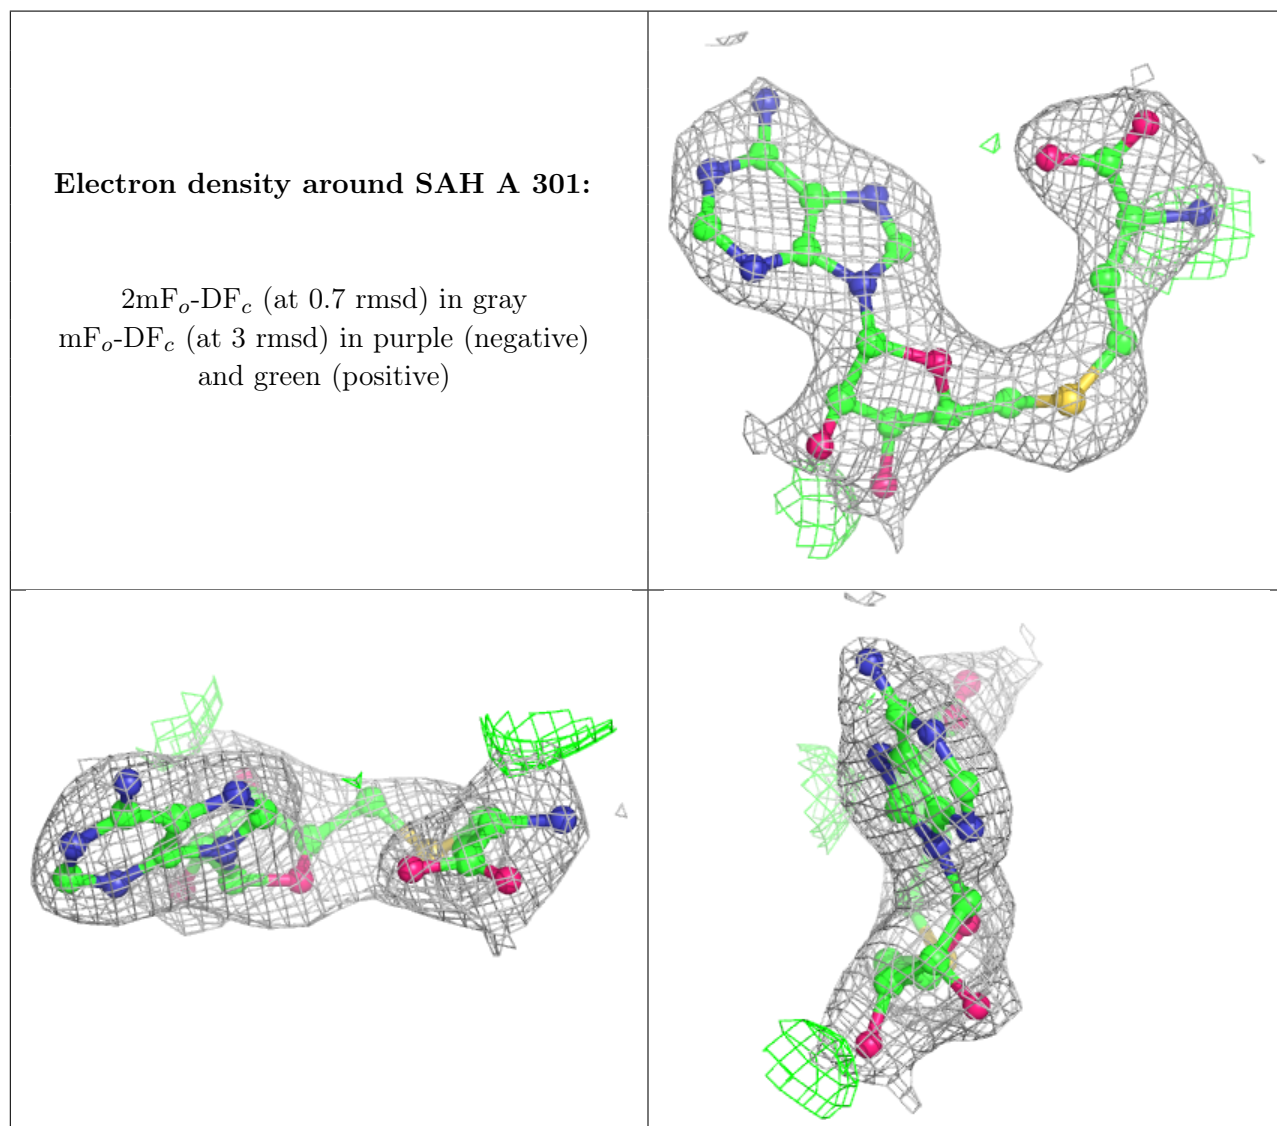 Electron density around SAH A 301:
2mFₒ-DF𝒸 (at 0.7 rmsd) in gray
mFₒ-DF𝒸 (at 3 rmsd) in purple (negative)
and green (positive)